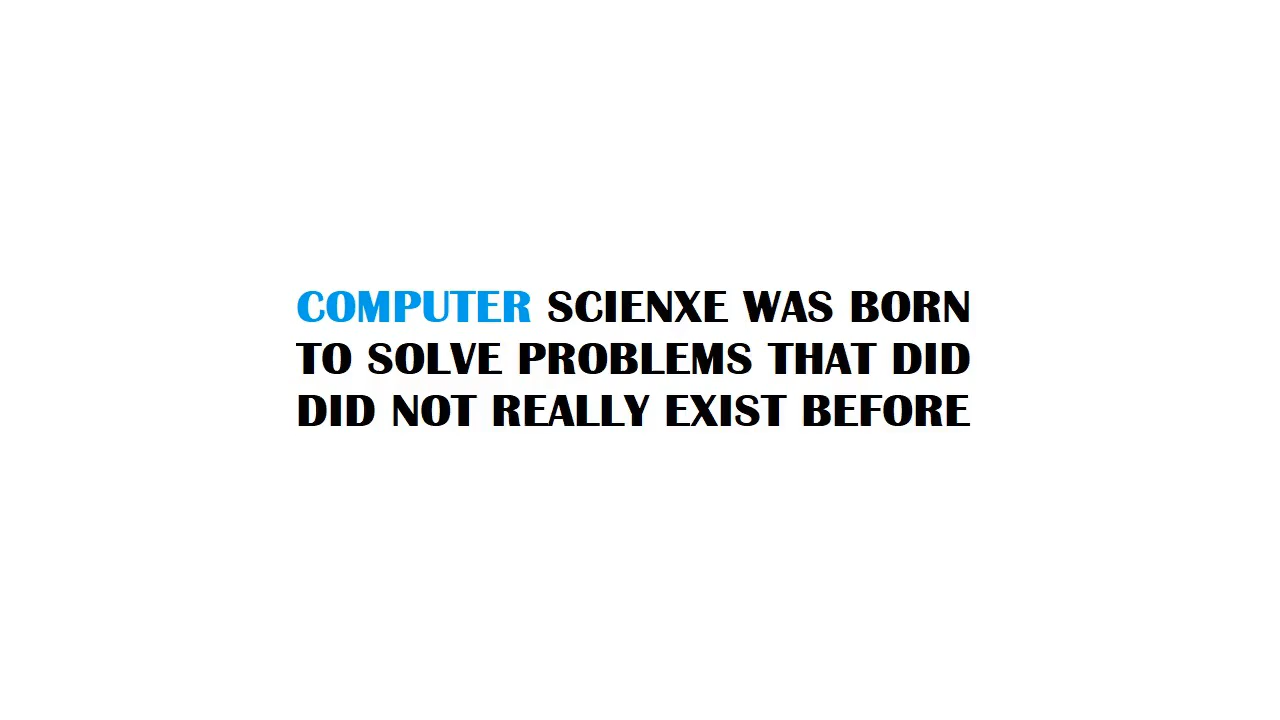 COMPUTER SCIENXE WAS BORN
TO SOLVE PROBLEMS THAT DID
DID NOT REALLY EXIST BEFORE